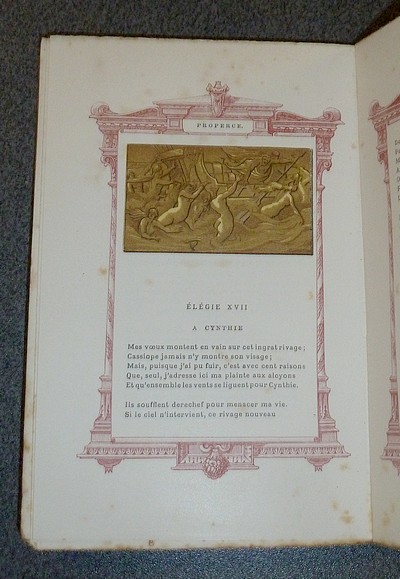 PROPERCE.
ÉLÉGIE XVII
A CYNTHIE
Mes vœux montent en vain sur cet ingrat rivage;
Cassiope jamais n'y montre son visage;
Mais, puisque j'ai pu fuir, c'est avec cent raisons
Que, seul, j'adresse ici ma plainte aux alcyons
Et qu'ensemble les vents se liguent pour Cynthie.
Ils soufflent derechef pour menacer ma vie.
Si le ciel n'intervient, ce rivage nouveau